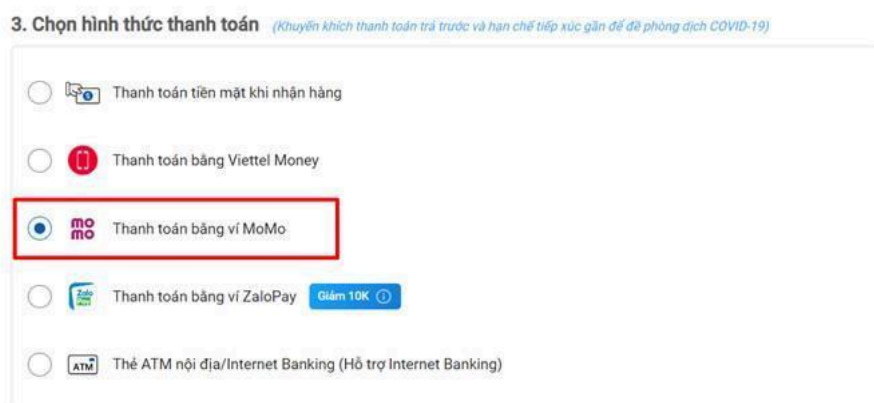 3. Chọn hình thức thanh toán (Khuyến khích thanh toán trả trước và hạn chế tiếp xúc gần để đề phòng dịch COVID-19)
Thanh toán tiền mặt khi nhận hàng
Thanh toán bằng Viettel Money
mo
mo
Thanh toán bằng ví MoMo
Zalo
Pay
Thanh toán bằng ví ZaloPay Giảm 10K
ATM Thẻ ATM nội địa/Internet Banking (Hỗ trợ Internet Banking)